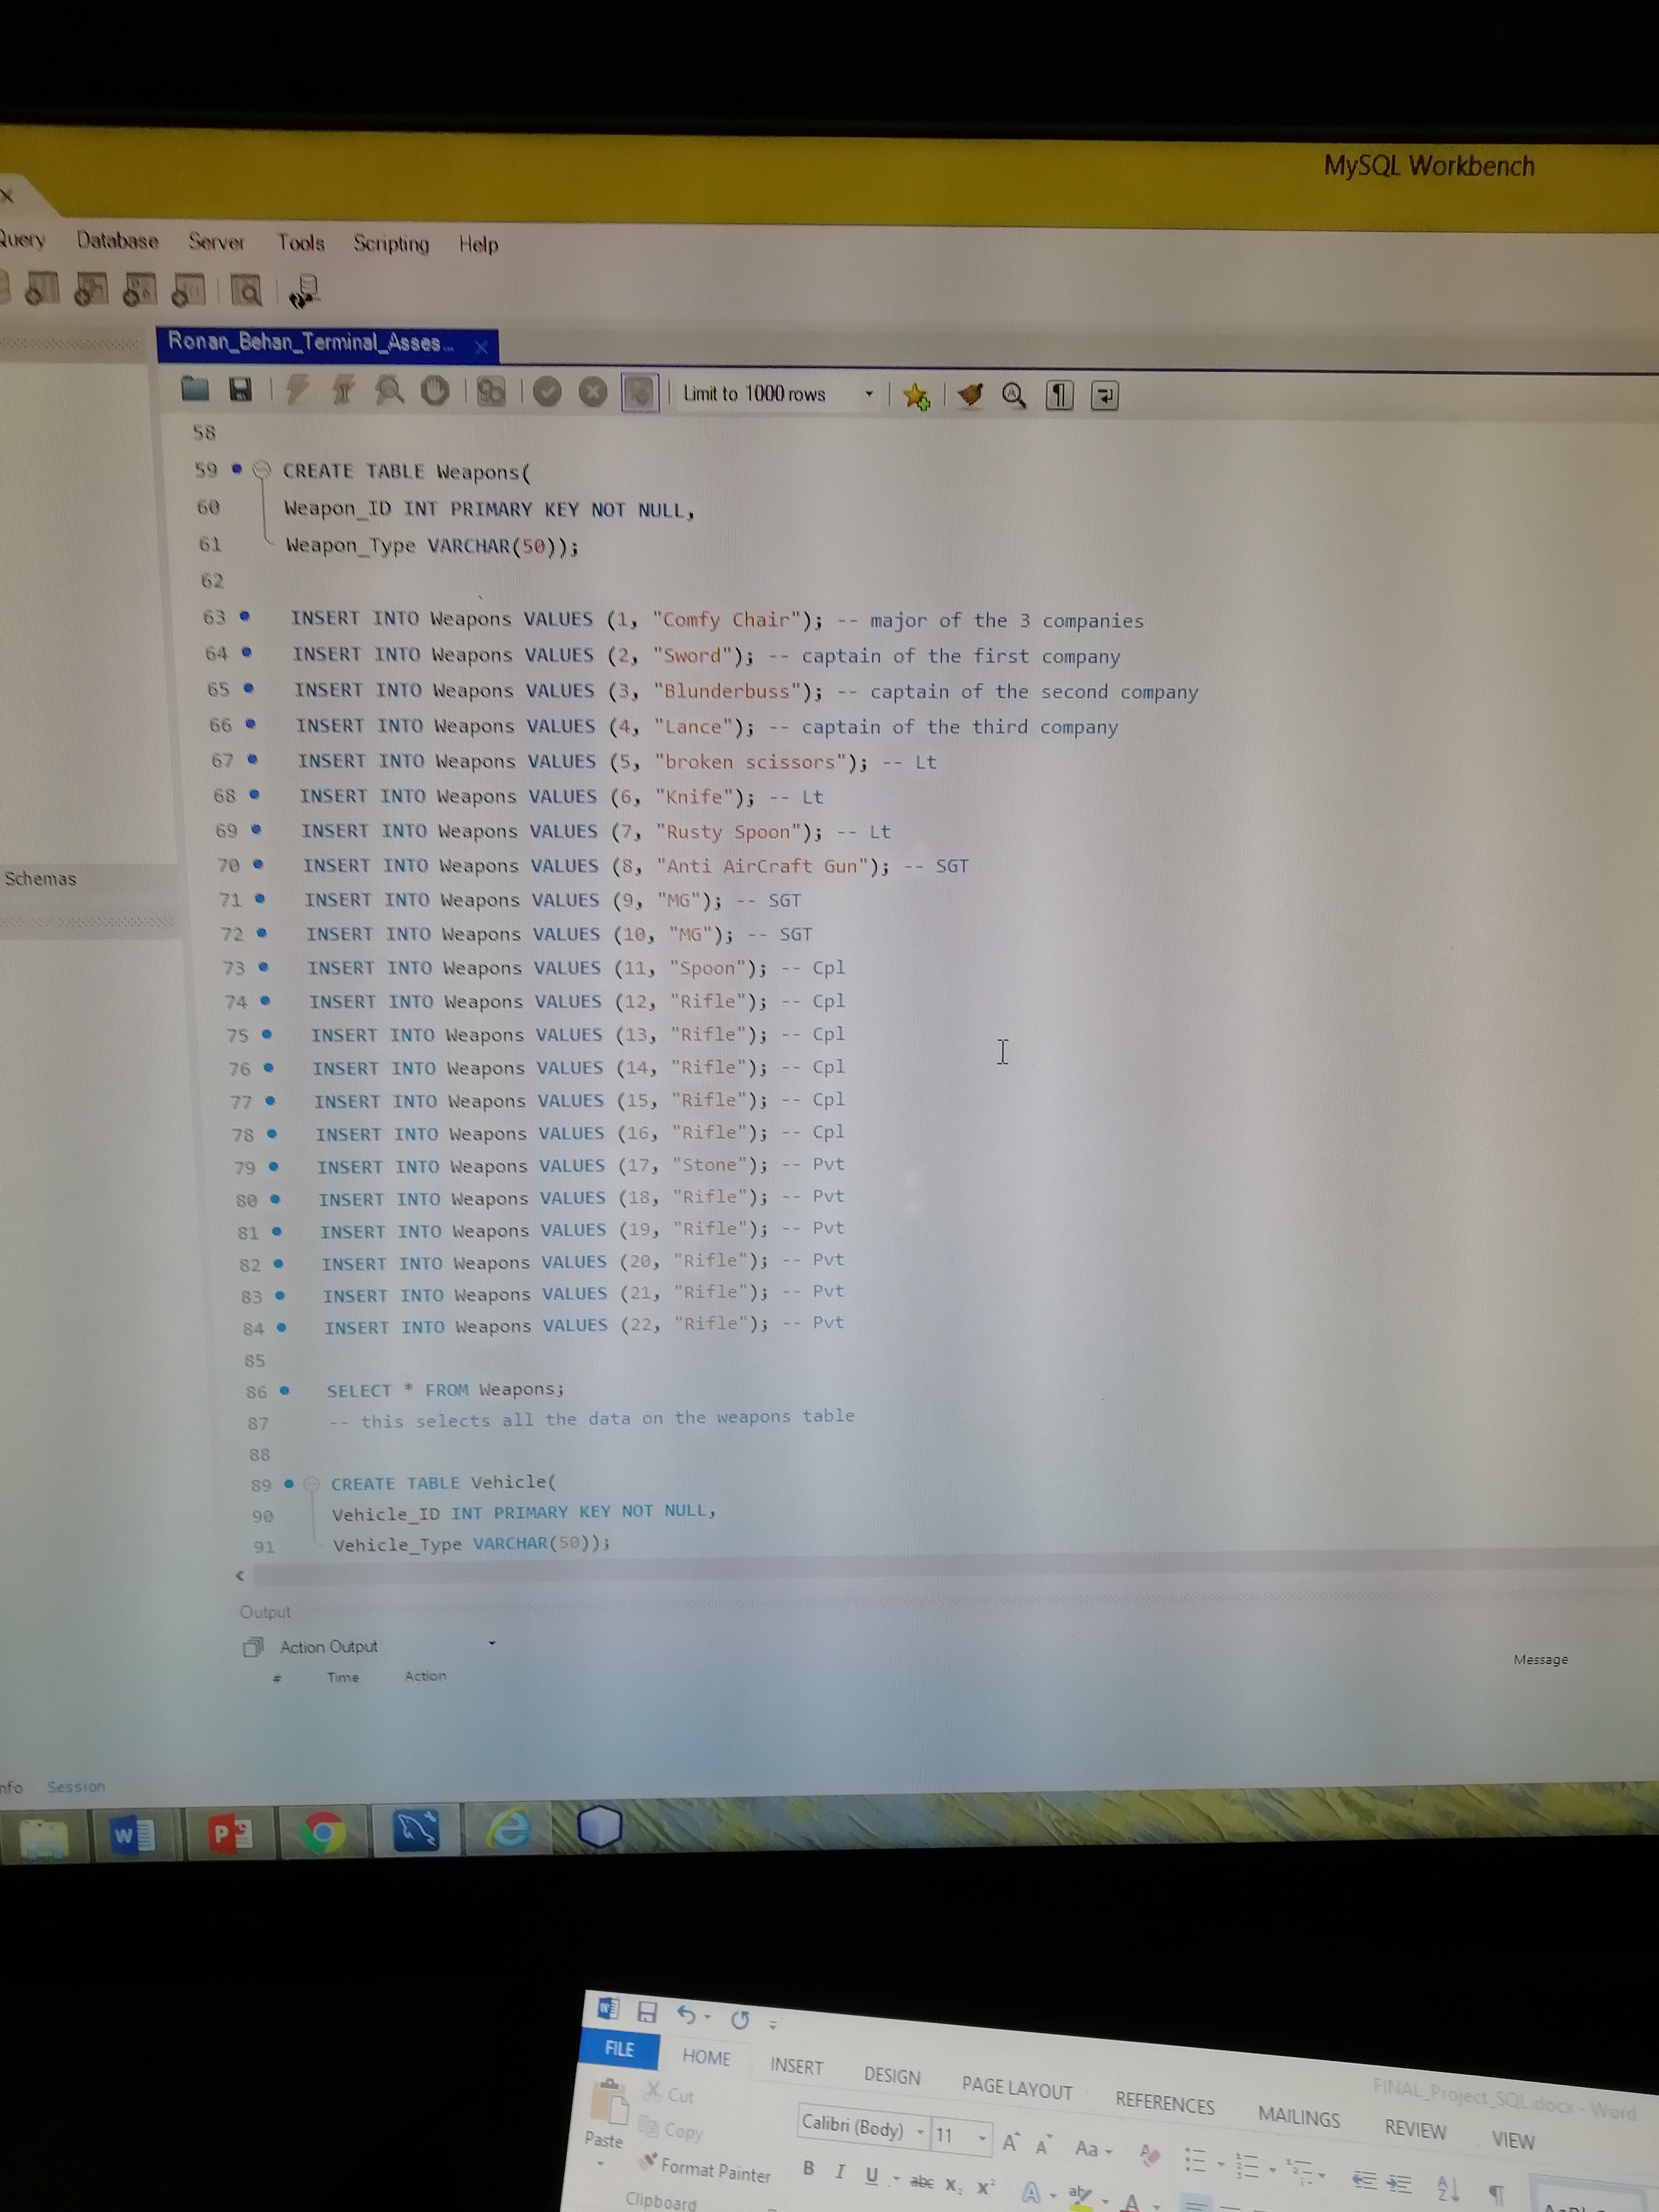 MySQL Workbench
Query Database Server Tools Scripting Help
Ronan_Behan_Terminal_Asses...
Limit to 1000 rows
58
59 CREATE TABLE Weapons(
60 Weapon_ID INT PRIMARY KEY NOT NULL,
61 Weapon_Type VARCHAR(50));
62
63 INSERT INTO Weapons VALUES (1, "Comfy Chair"); -- major of the 3 companies
64 INSERT INTO Weapons VALUES (2, "Sword"); -- captain of the first company
65 INSERT INTO Weapons VALUES (3, "Blunderbuss"); -- captain of the second company
66 INSERT INTO Weapons VALUES (4, "Lance"); -- captain of the third company
67 INSERT INTO Weapons VALUES (5, "broken scissors"); -- Lt
68 INSERT INTO Weapons VALUES (6, "Knife"); -- Lt
69 INSERT INTO Weapons VALUES (7, "Rusty Spoon"); -- Lt
70 INSERT INTO Weapons VALUES (8, "Anti AirCraft Gun"); -- SGT
71 INSERT INTO Weapons VALUES (9, "MG"); -- SGT
72 INSERT INTO Weapons VALUES (10, "MG"); -- SGT
73 INSERT INTO Weapons VALUES (11, "Spoon"); -- Cpl
74 INSERT INTO Weapons VALUES (12, "Rifle"); -- Cpl
75 INSERT INTO Weapons VALUES (13, "Rifle"); -- Cpl
76 INSERT INTO Weapons VALUES (14, "Rifle"); -- Cpl
77 INSERT INTO Weapons VALUES (15, "Rifle"); -- Cpl
78 INSERT INTO Weapons VALUES (16, "Rifle"); -- Cpl
79 INSERT INTO Weapons VALUES (17, "Stone"); -- Pvt
80 INSERT INTO Weapons VALUES (18, "Rifle"); -- Pvt
81 INSERT INTO Weapons VALUES (19, "Rifle"); -- Pvt
82 INSERT INTO Weapons VALUES (20, "Rifle"); -- Pvt
83 INSERT INTO Weapons VALUES (21, "Rifle"); -- Pvt
84 INSERT INTO Weapons VALUES (22, "Rifle"); -- Pvt
85
86 SELECT * FROM Weapons;
87 -- this selects all the data on the weapons table
88
89 CREATE TABLE Vehicle(
90 Vehicle_ID INT PRIMARY KEY NOT NULL,
91 Vehicle_Type VARCHAR(50));
Schemas
Output
Action Output
# Time Action Message
nfo Session
FINAL_Project_SQL.docx - Word
FILE HOME INSERT DESIGN PAGE LAYOUT REFERENCES MAILINGS REVIEW VIEW
Cut
Copy
Paste
Format Painter
Clipboard
Calibri (Body) 11
B I U abc X₂ X²